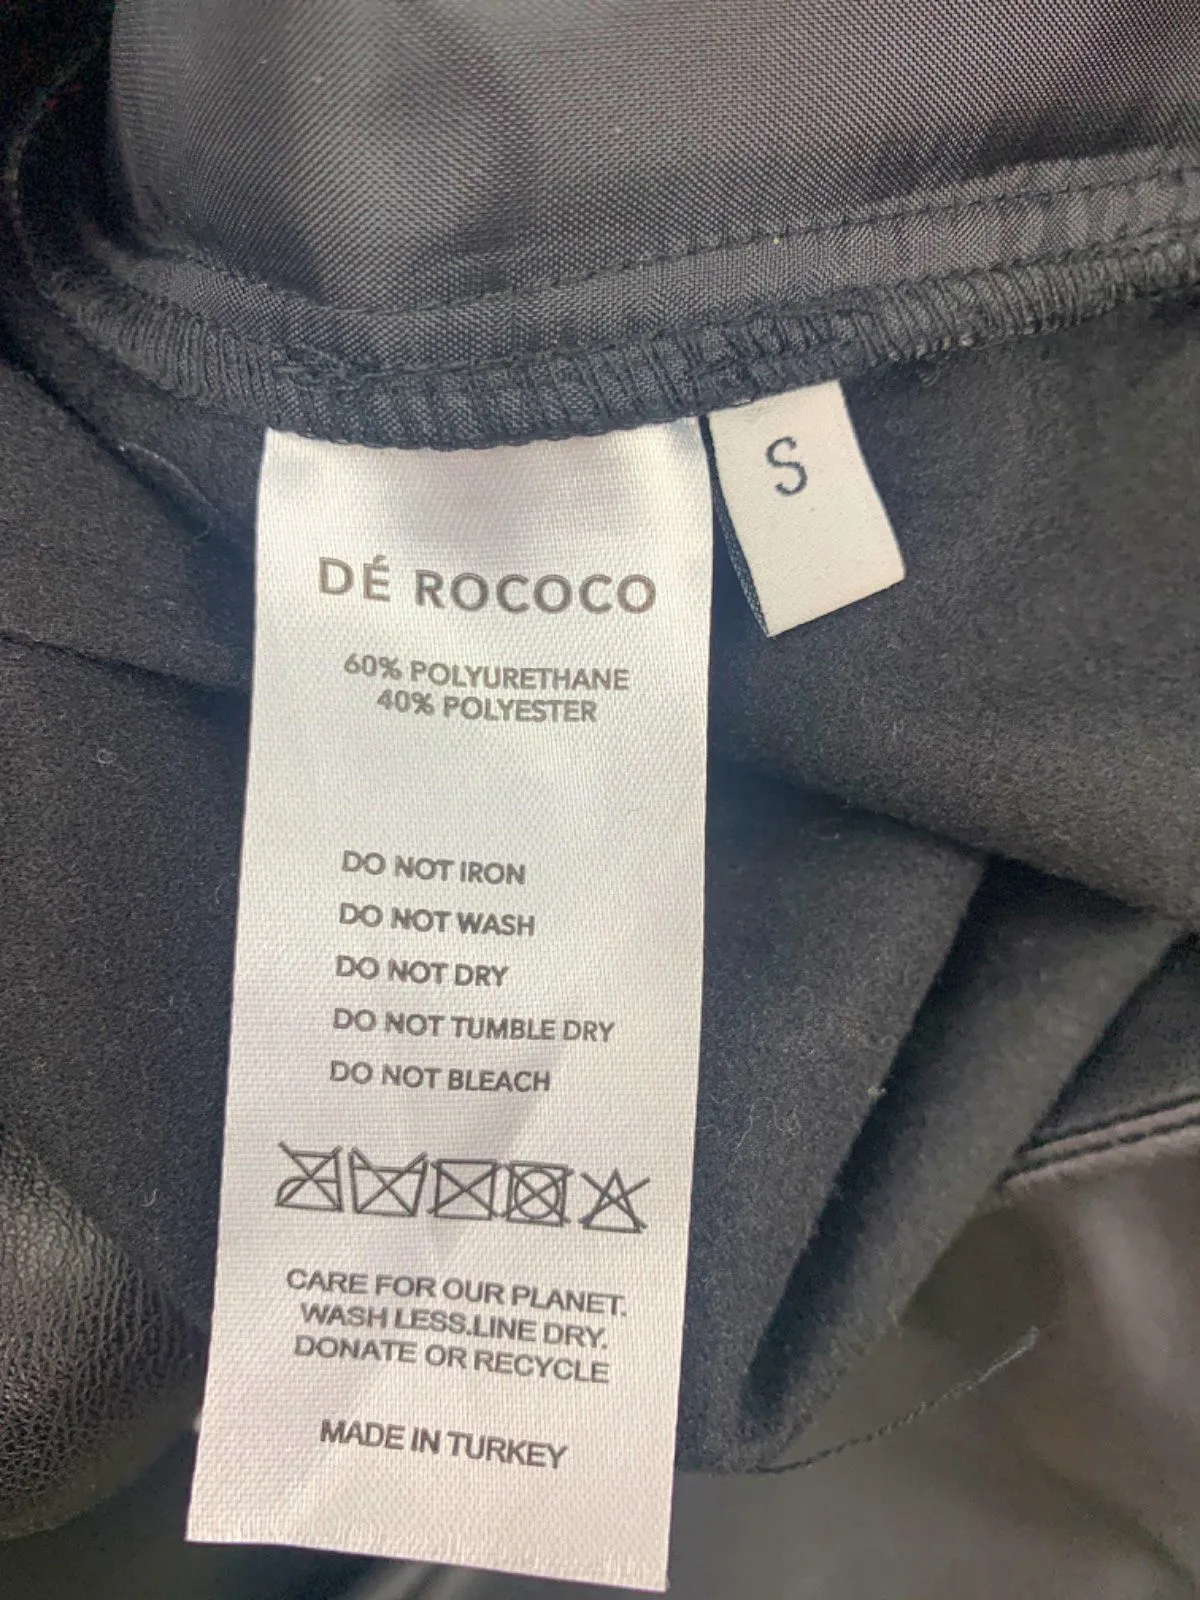 S
DÉ ROCOCO
60% POLYURETHANE
40% POLYESTER
DO NOT IRON
DO NOT WASH
DO NOT DRY
DO NOT TUMBLE DRY
DO NOT BLEACH
CARE FOR OUR PLANET.
WASH LESS.LINE DRY.
DONATE OR RECYCLE
MADE IN TURKEY